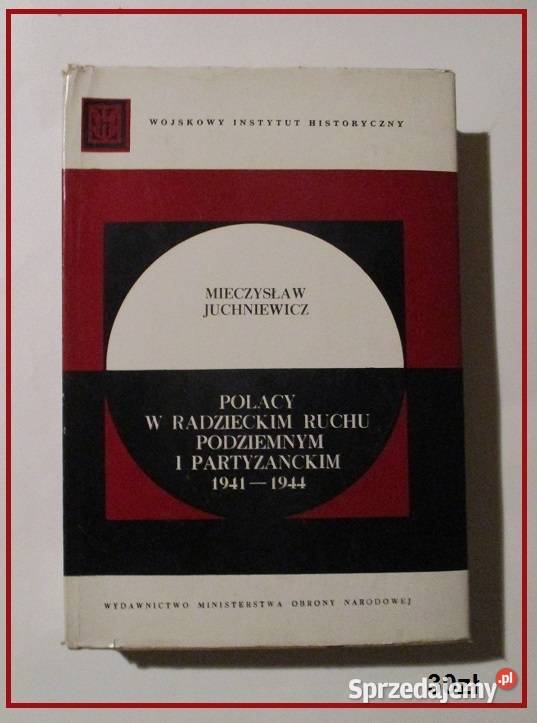 WOJSKOWY INSTYTUT HISTORYCZNY
MIECZYSŁAW
JUCHNIEWICZ
POLACY
W RADZIECKIM RUCHU
PODZIEMNYM
I PARTYZANCKIM
1941—1944
WYDAWNICTWO MINISTERSTWA OBRONY NARODOWEJ
Sprzedajemy.pl